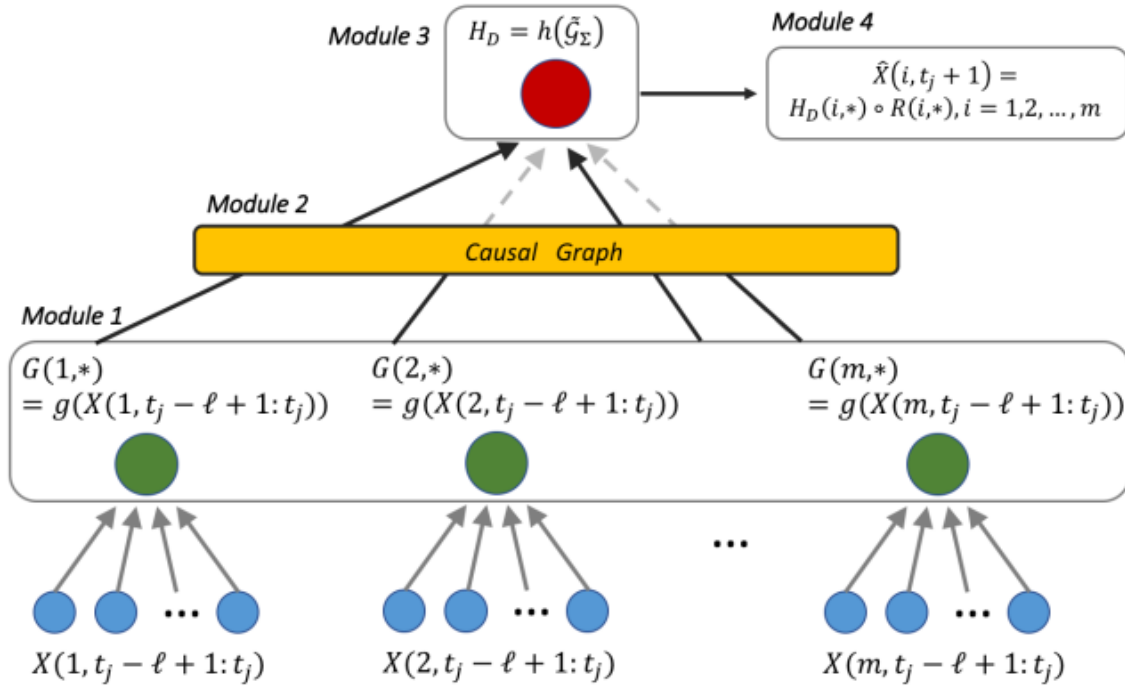 Module 3
H_D = h(𝒢̃_Σ)
Module 4
X̂(i, t_j + 1) =
H_D(i,∗) ∘ R(i,∗), i = 1,2, … , m
Module 2
Causal Graph
Module 1
G(1,∗)
= g(X(1, t_j − ℓ + 1: t_j))
G(2,∗)
= g(X(2, t_j − ℓ + 1: t_j))
G(m,∗)
= g(X(m, t_j − ℓ + 1: t_j))
...
... ... ...
X(1, t_j − ℓ + 1: t_j)
X(2, t_j − ℓ + 1: t_j)
X(m, t_j − ℓ + 1: t_j)